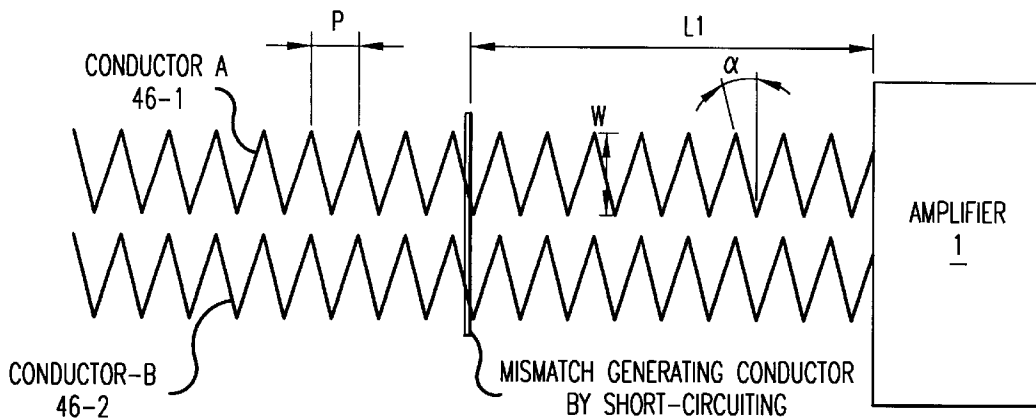 P
L1
α
W
CONDUCTOR A
46-1
AMPLIFIER
1
CONDUCTOR-B
46-2
MISMATCH GENERATING CONDUCTOR
BY SHORT-CIRCUITING